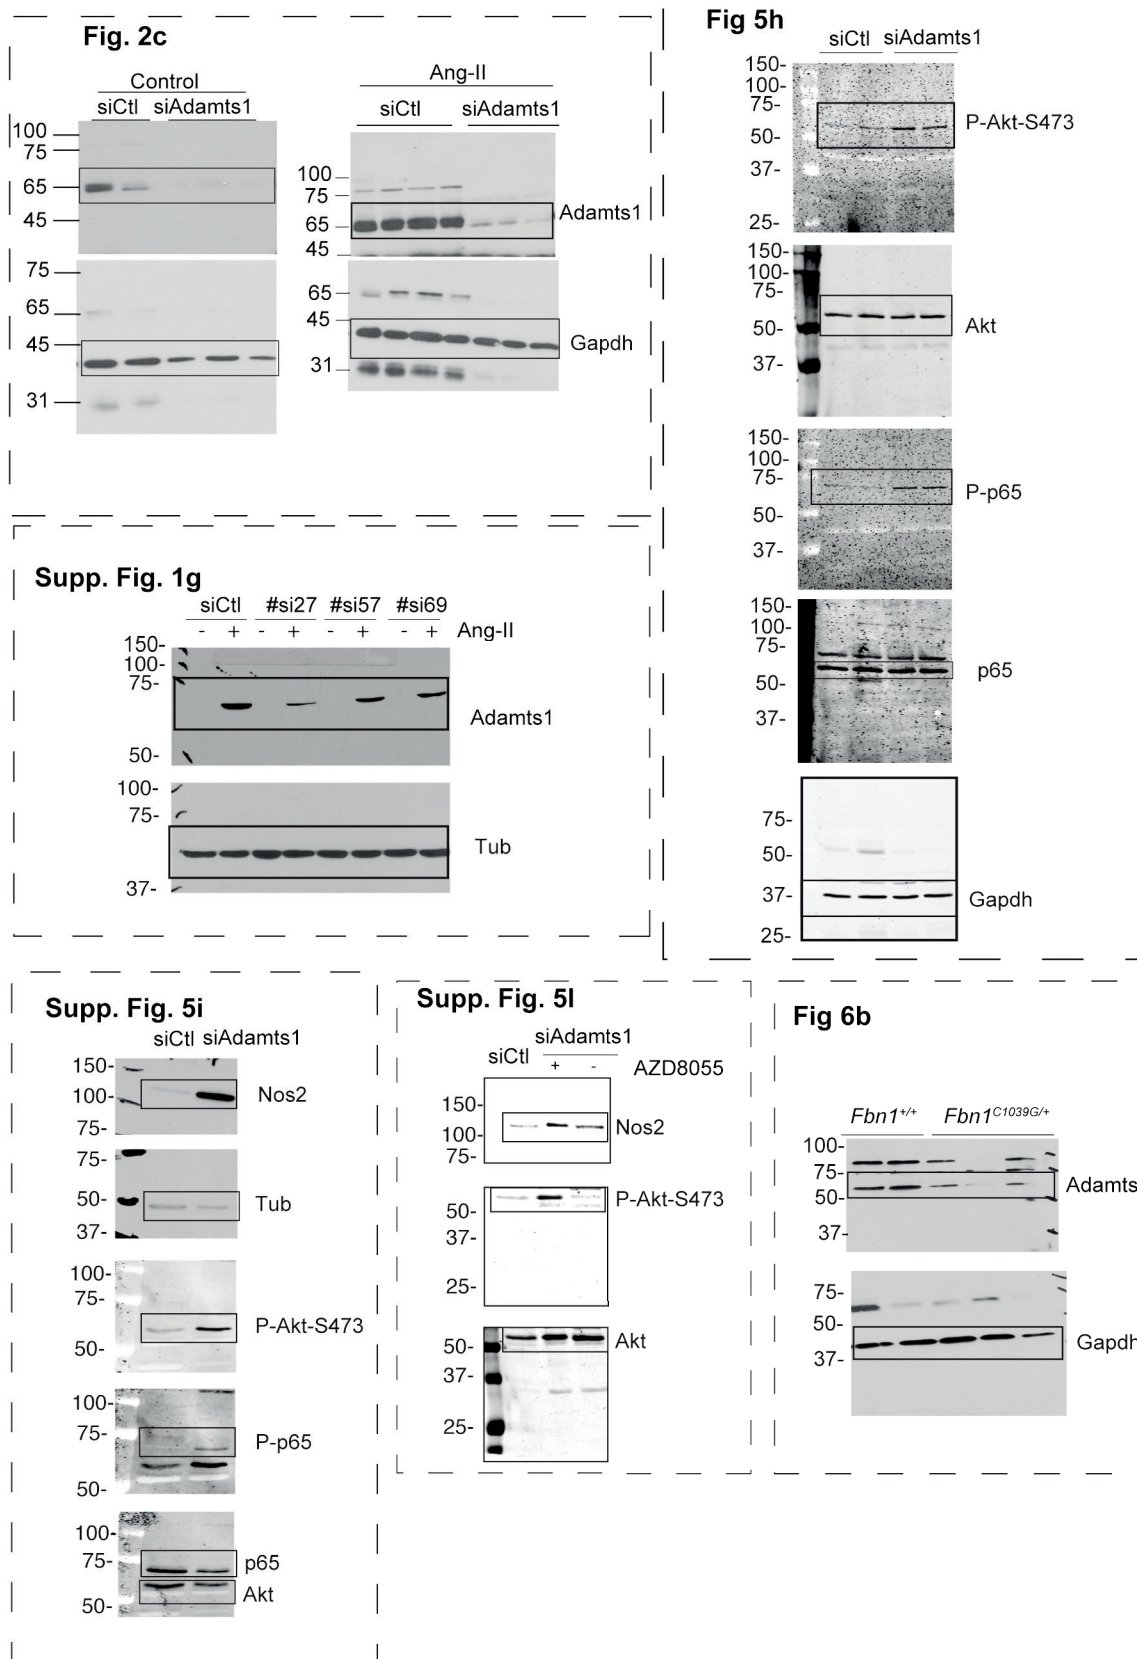 Fig. 2c
Control
siCtl siAdamts1
100
75
65
45
75
65
45
31
Ang-II
siCtl siAdamts1
100
75
65
45
Adamts1
65
45
31
Gapdh
Supp. Fig. 1g
siCtl #si27 #si57 #si69
- + - + - + - + Ang-II
150-
100-
75-
50-
Adamts1
100-
75-
37-
Tub
Fig 5h
siCtl siAdamts1
150-
100-
75-
50-
37-
25-
P-Akt-S473
150-
100-
75-
50-
37-
Akt
150-
100-
75-
50-
37-
P-p65
150-
100-
75-
50-
37-
p65
75-
50-
37-
25-
Gapdh
Supp. Fig. 5i
siCtl siAdamts1
150-
100-
75-
Nos2
75-
50-
37-
Tub
100-
75-
50-
P-Akt-S473
100-
75-
50-
P-p65
100-
75-
50-
p65
Akt
Supp. Fig. 5l
siAdamts1
siCtl
+ - AZD8055
150-
100-
75-
Nos2
50-
37-
25-
P-Akt-S473
50-
37-
25-
Akt
Fig 6b
Fbn1+/+ Fbn1C1039G/+
100-
75-
50-
37-
Adamts
75-
50-
37-
Gapdh